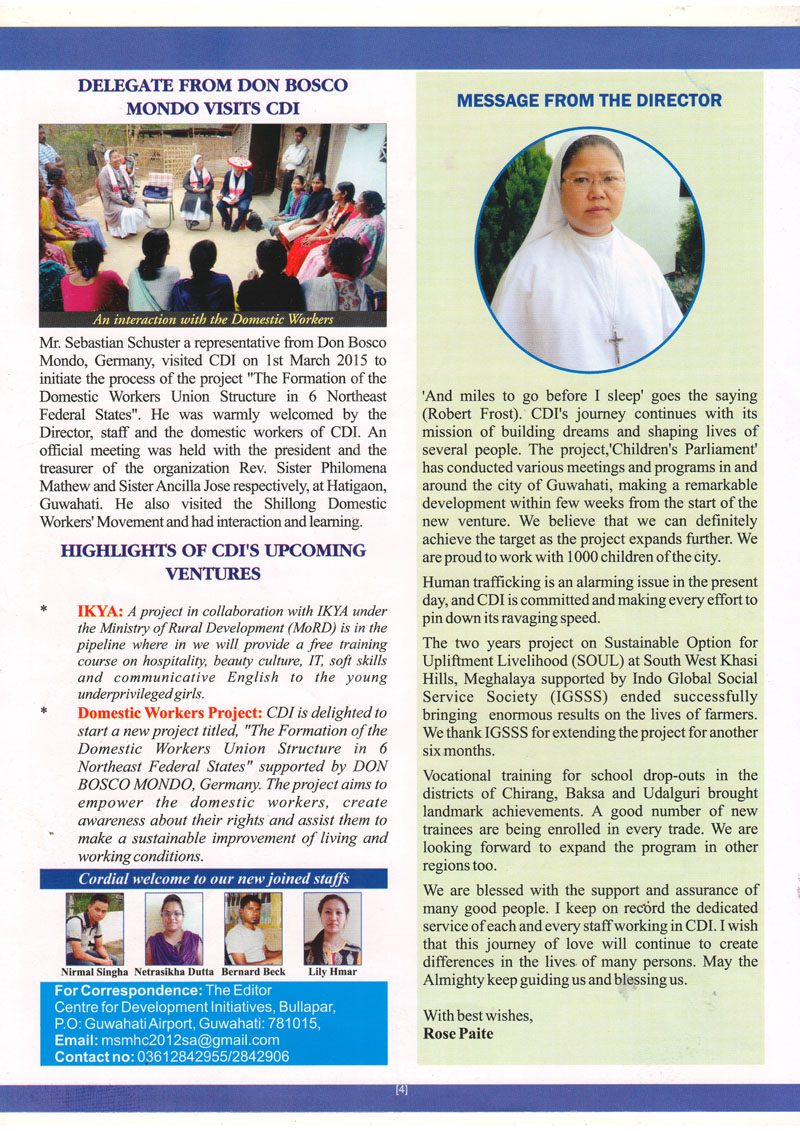 DELEGATE FROM DON BOSCO
MONDO VISITS CDI
An interaction with the Domestic Workers
Mr. Sebastian Schuster a representative from Don Bosco
Mondo, Germany, visited CDI on 1st March 2015 to
initiate the process of the project "The Formation of the
Domestic Workers Union Structure in 6 Northeast
Federal States". He was warmly welcomed by the
Director, staff and the domestic workers of CDI. An
official meeting was held with the president and the
treasurer of the organization Rev. Sister Philomena
Mathew and Sister Ancilla Jose respectively, at Hatigaon,
Guwahati. He also visited the Shillong Domestic
Workers' Movement and had interaction and learning.
HIGHLIGHTS OF CDI'S UPCOMING
VENTURES
* IKYA: A project in collaboration with IKYA under
the Ministry of Rural Development (MoRD) is in the
pipeline where in we will provide a free training
course on hospitality, beauty culture, IT, soft skills
and communicative English to the young
underprivileged girls.
* Domestic Workers Project: CDI is delighted to
start a new project titled, "The Formation of the
Domestic Workers Union Structure in 6
Northeast Federal States" supported by DON
BOSCO MONDO, Germany. The project aims to
empower the domestic workers, create
awareness about their rights and assist them to
make a sustainable improvement of living and
working conditions.
Cordial welcome to our new joined staffs
Nirmal Singha Netrasikha Dutta Bernard Beck Lily Hmar
For Correspondence: The Editor
Centre for Development Initiatives, Bullapar,
P.O: Guwahati Airport, Guwahati: 781015,
Email: msmhc2012sa@gmail.com
Contact no: 03612842955/2842906
MESSAGE FROM THE DIRECTOR
'And miles to go before I sleep' goes the saying
(Robert Frost). CDI's journey continues with its
mission of building dreams and shaping lives of
several people. The project,'Children's Parliament'
has conducted various meetings and programs in and
around the city of Guwahati, making a remarkable
development within few weeks from the start of the
new venture. We believe that we can definitely
achieve the target as the project expands further. We
are proud to work with 1000 children of the city.
Human trafficking is an alarming issue in the present
day, and CDI is committed and making every effort to
pin down its ravaging speed.
The two years project on Sustainable Option for
Upliftment Livelihood (SOUL) at South West Khasi
Hills, Meghalaya supported by Indo Global Social
Service Society (IGSSS) ended successfully
bringing enormous results on the lives of farmers.
We thank IGSSS for extending the project for another
six months.
Vocational training for school drop-outs in the
districts of Chirang, Baksa and Udalguri brought
landmark achievements. A good number of new
trainees are being enrolled in every trade. We are
looking forward to expand the program in other
regions too.
We are blessed with the support and assurance of
many good people. I keep on record the dedicated
service of each and every staff working in CDI. I wish
that this journey of love will continue to create
differences in the lives of many persons. May the
Almighty keep guiding us and blessing us.
With best wishes,
Rose Paite
[4]